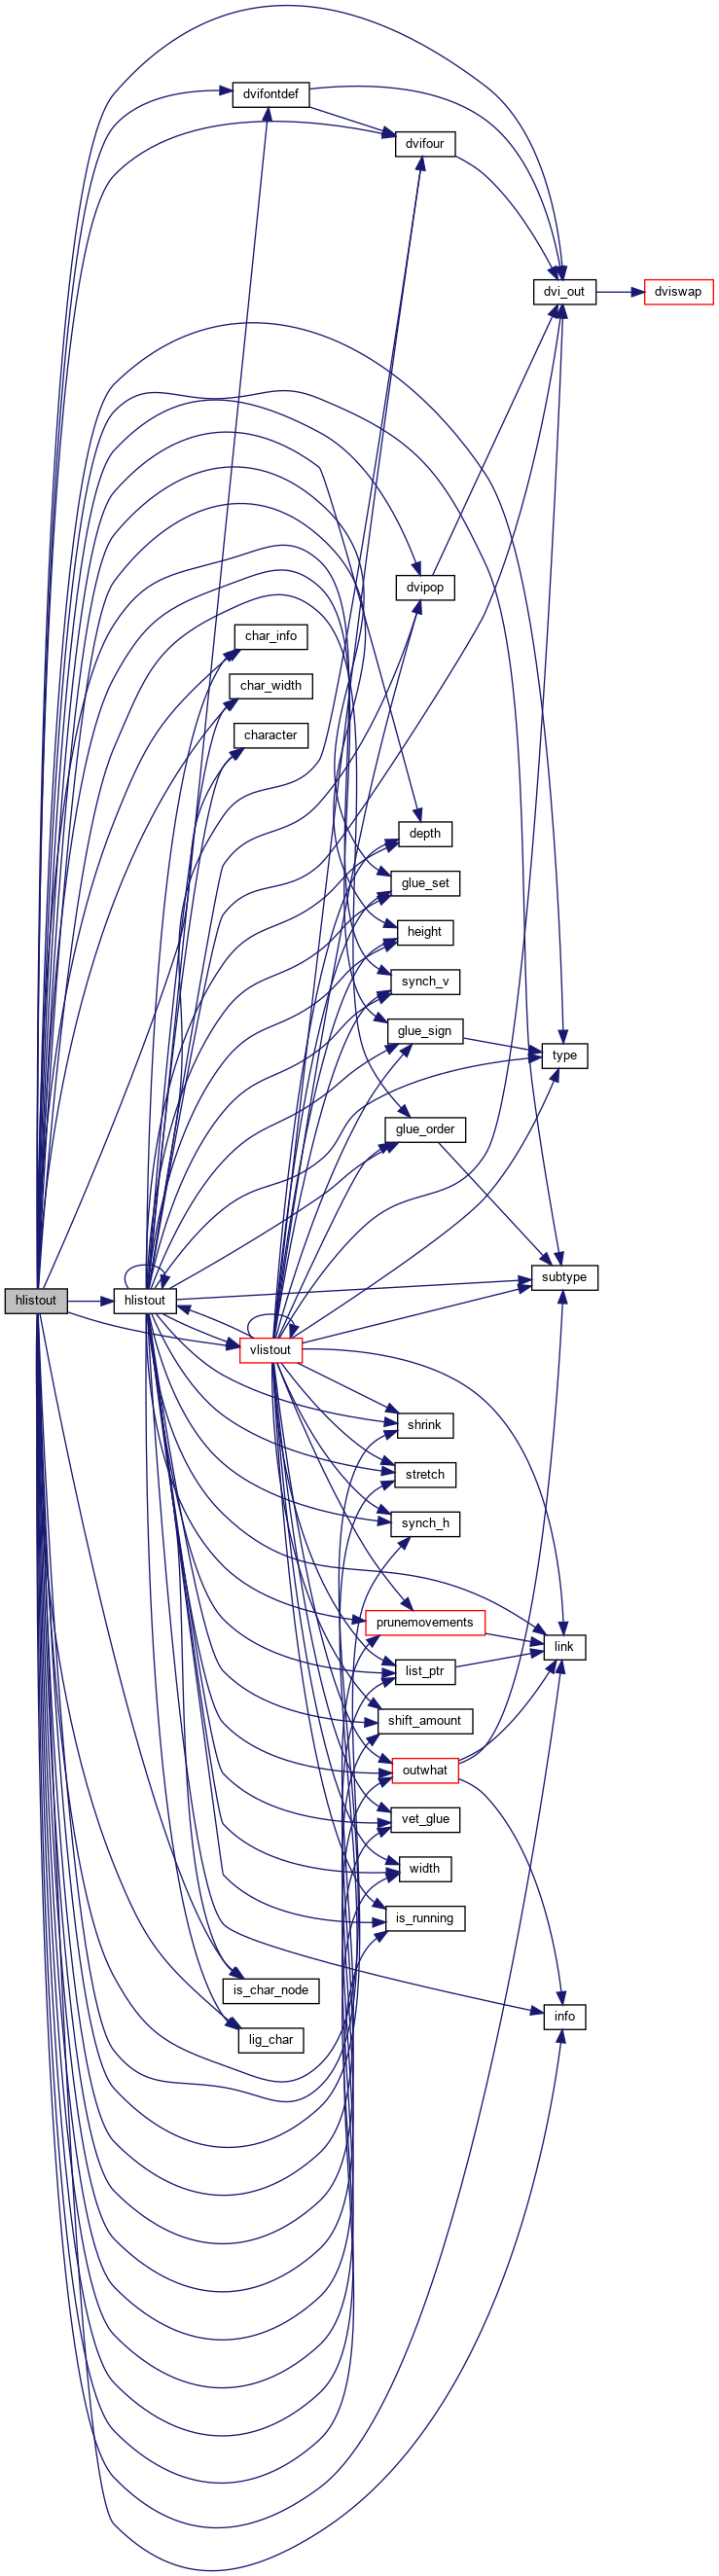 dvifontdef
dvifour
dvi_out
dviswap
dvipop
char_info
char_width
character
depth
glue_set
height
synch_v
glue_sign
type
glue_order
subtype
hlistout
hlistout
vlistout
shrink
stretch
synch_h
prunemovements
link
list_ptr
shift_amount
outwhat
vet_glue
width
is_running
is_char_node
info
lig_char